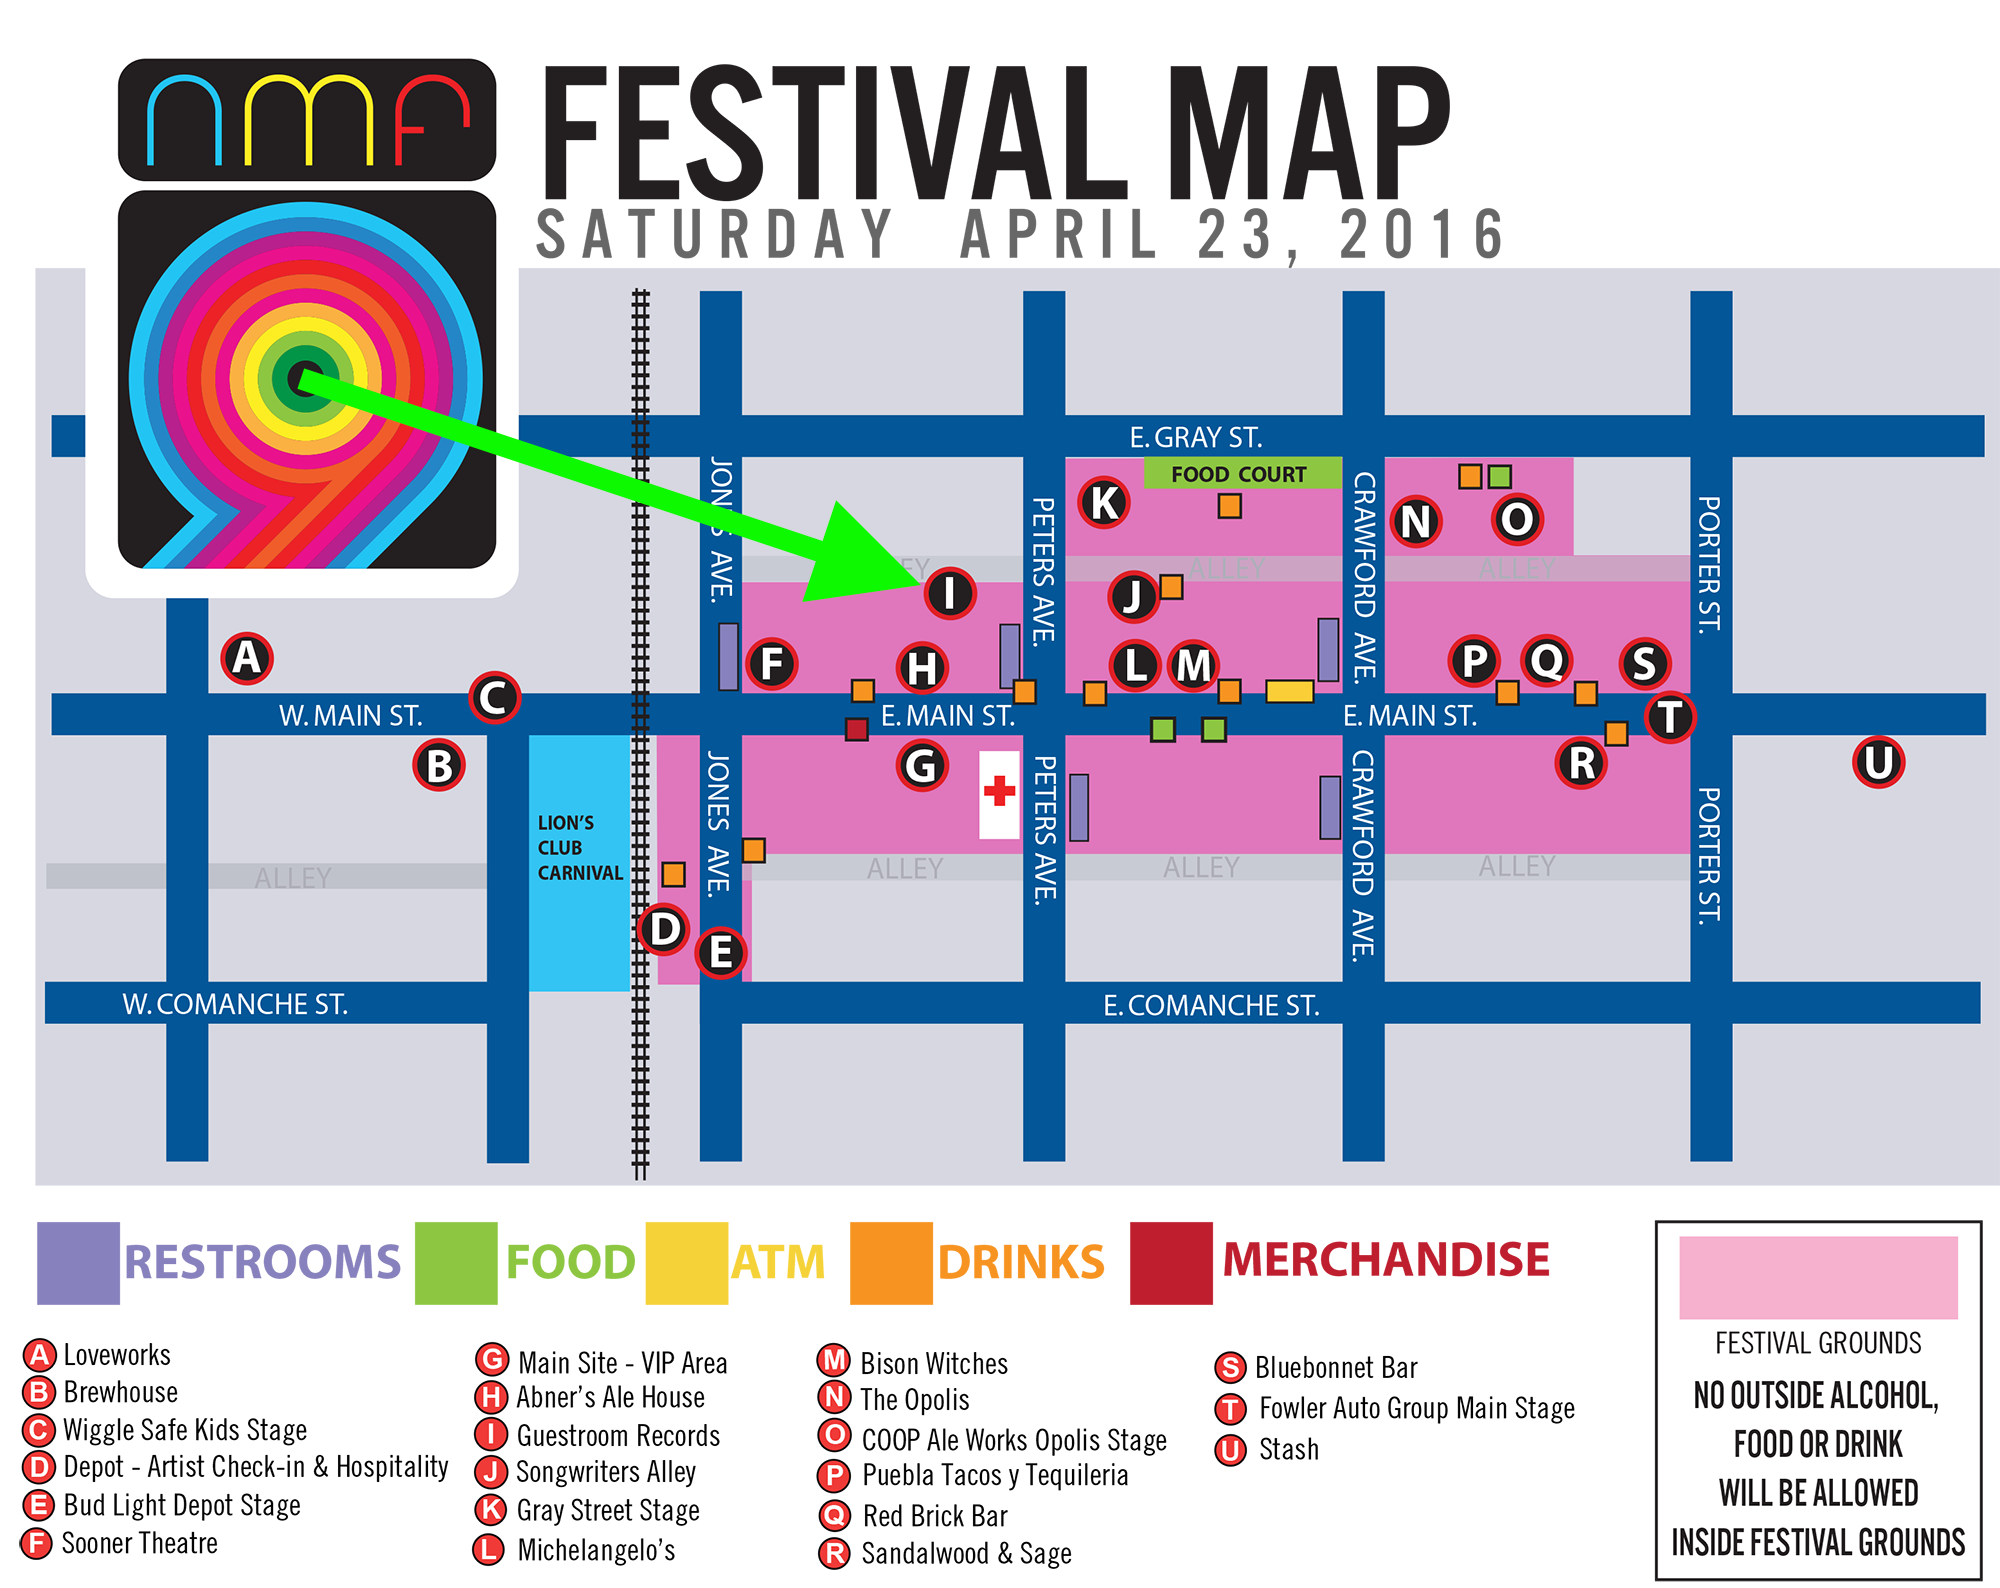 nmf
FESTIVAL MAP
SATURDAY APRIL 23, 2016
E. GRAY ST.
FOOD COURT
K
N
O
JONES AVE.
PETERS AVE.
CRAWFORD AVE.
PORTER ST.
ALLEY
ALLEY
I
J
A
F
H
L
M
P
Q
S
C
W. MAIN ST.
E. MAIN ST.
E. MAIN ST.
T
B
G
R
U
JONES AVE.
PETERS AVE.
CRAWFORD AVE.
PORTER ST.
LION'S
CLUB
CARNIVAL
ALLEY
ALLEY
ALLEY
ALLEY
D
E
W. COMANCHE ST.
E. COMANCHE ST.
RESTROOMS
FOOD
ATM
DRINKS
MERCHANDISE
A Loveworks
B Brewhouse
C Wiggle Safe Kids Stage
D Depot - Artist Check-in & Hospitality
E Bud Light Depot Stage
F Sooner Theatre
G Main Site - VIP Area
H Abner's Ale House
I Guestroom Records
J Songwriters Alley
K Gray Street Stage
L Michelangelo's
M Bison Witches
N The Opolis
O COOP Ale Works Opolis Stage
P Puebla Tacos y Tequileria
Q Red Brick Bar
R Sandalwood & Sage
S Bluebonnet Bar
T Fowler Auto Group Main Stage
U Stash
FESTIVAL GROUNDS
NO OUTSIDE ALCOHOL,
FOOD OR DRINK
WILL BE ALLOWED
INSIDE FESTIVAL GROUNDS